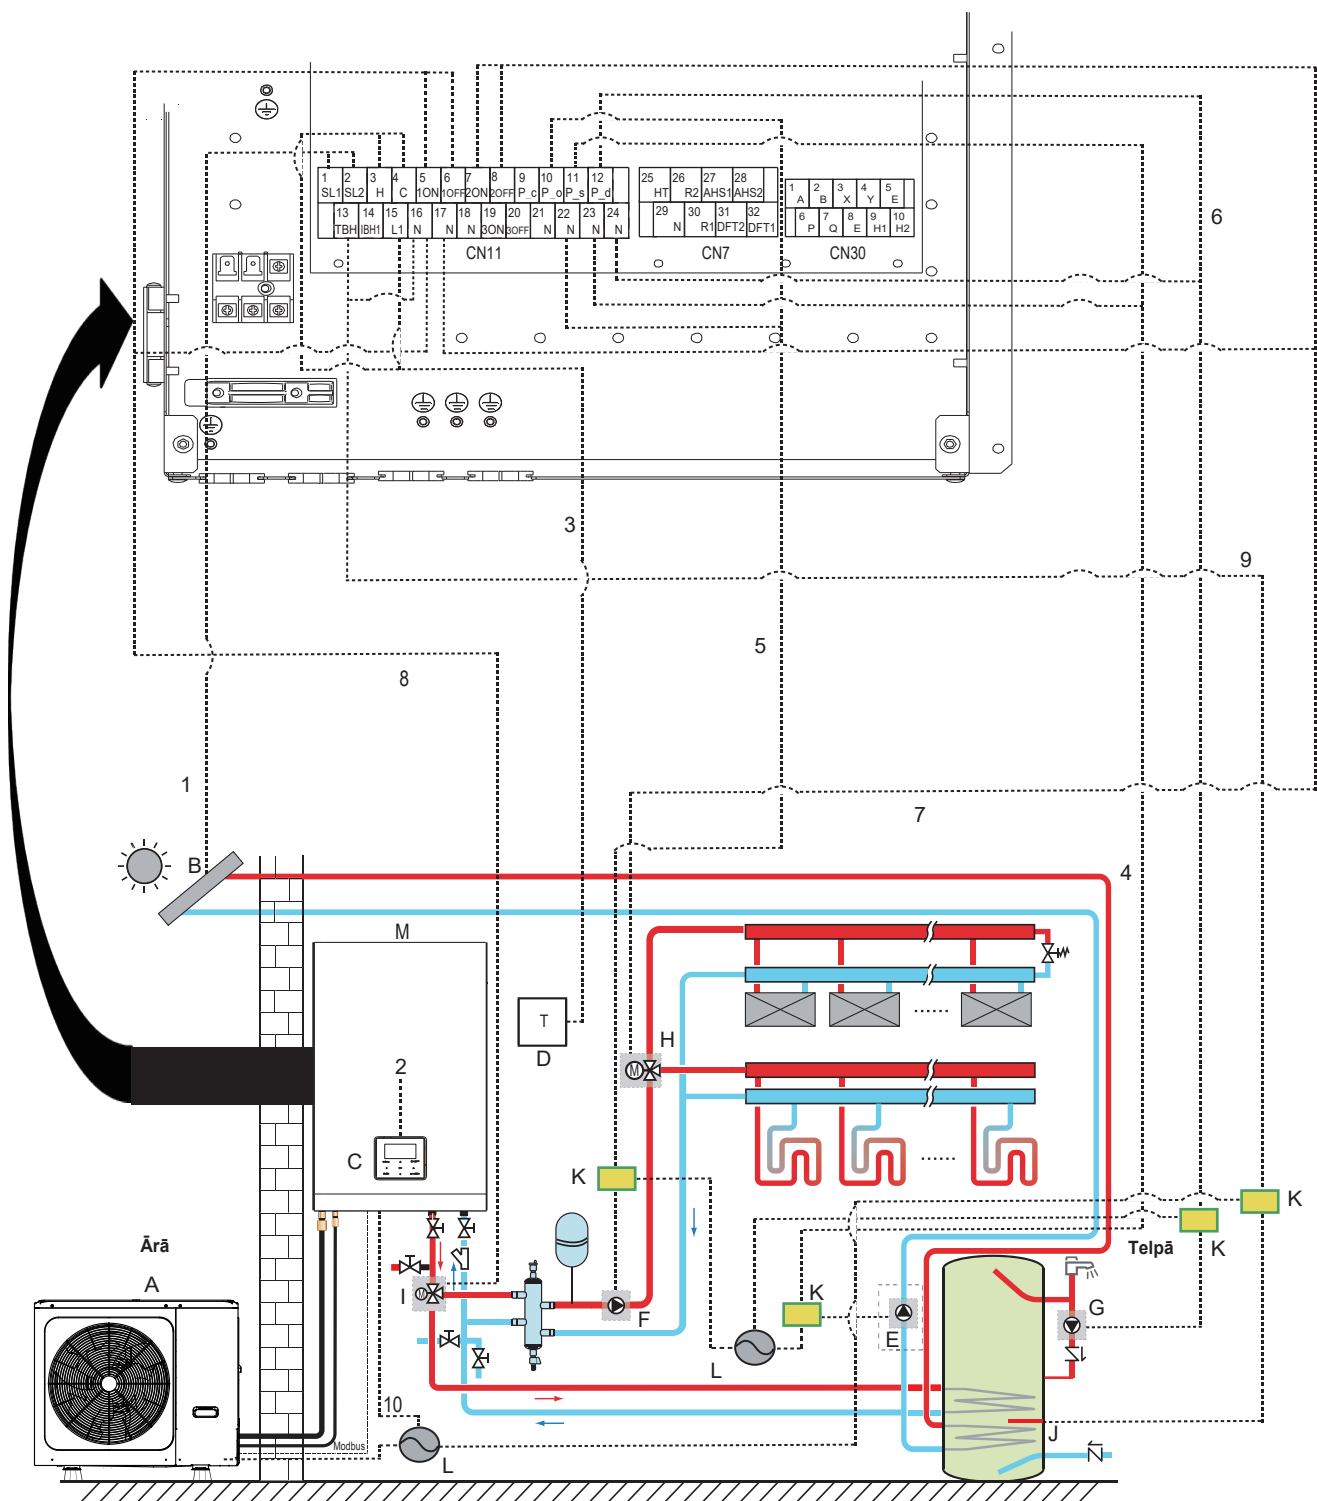 1 2 3 4 5 6 7 8 9 10 11 12
SL1 SL2 H C 1ON 1OFF 2ON 2OFF P_c P_o P_s P_d
13 14 15 16 17 18 19 20 21 22 23 24
TBH IBH1 L1 N N N 3ON 3OFF N N N N
CN11
25 26 27 28
HT R2 AHS1 AHS2
29 30 31 32
N R1 DFT2 DFT1
CN7
1 2 3 4 5
A B X Y E
6 7 8 9 10
P Q E H1 H2
CN30
6
3
9
5
8
1
7
B
4
M
T
D
H
M
2
C
K
K
K
Ārā
Telpā
A
I
M
F
K
E
G
L
10
Modbus
L
J